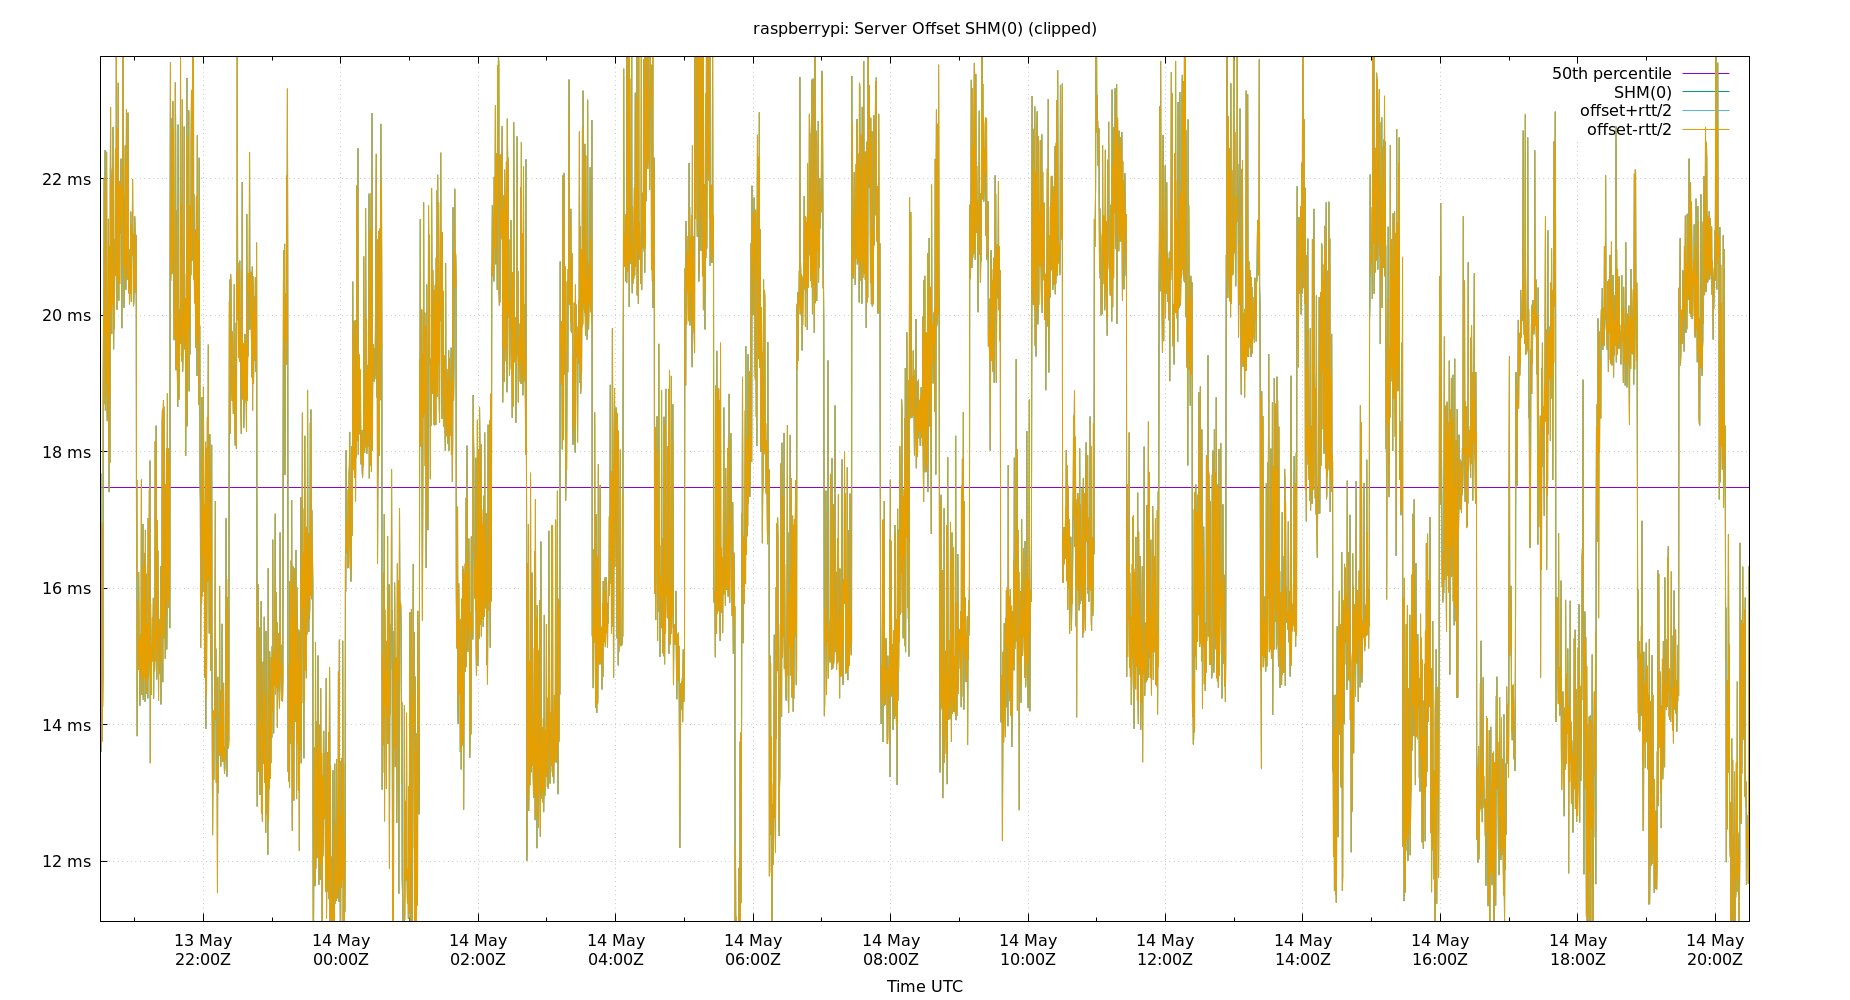 raspberrypi: Server Offset SHM(0) (clipped)
50th percentile
SHM(0)
offset+rtt/2
offset-rtt/2
22 ms
20 ms
18 ms
16 ms
14 ms
12 ms
13 May 14 May 14 May 14 May 14 May 14 May 14 May 14 May 14 May 14 May 14 May 14 May
22:00Z 00:00Z 02:00Z 04:00Z 06:00Z 08:00Z 10:00Z 12:00Z 14:00Z 16:00Z 18:00Z 20:00Z
Time UTC